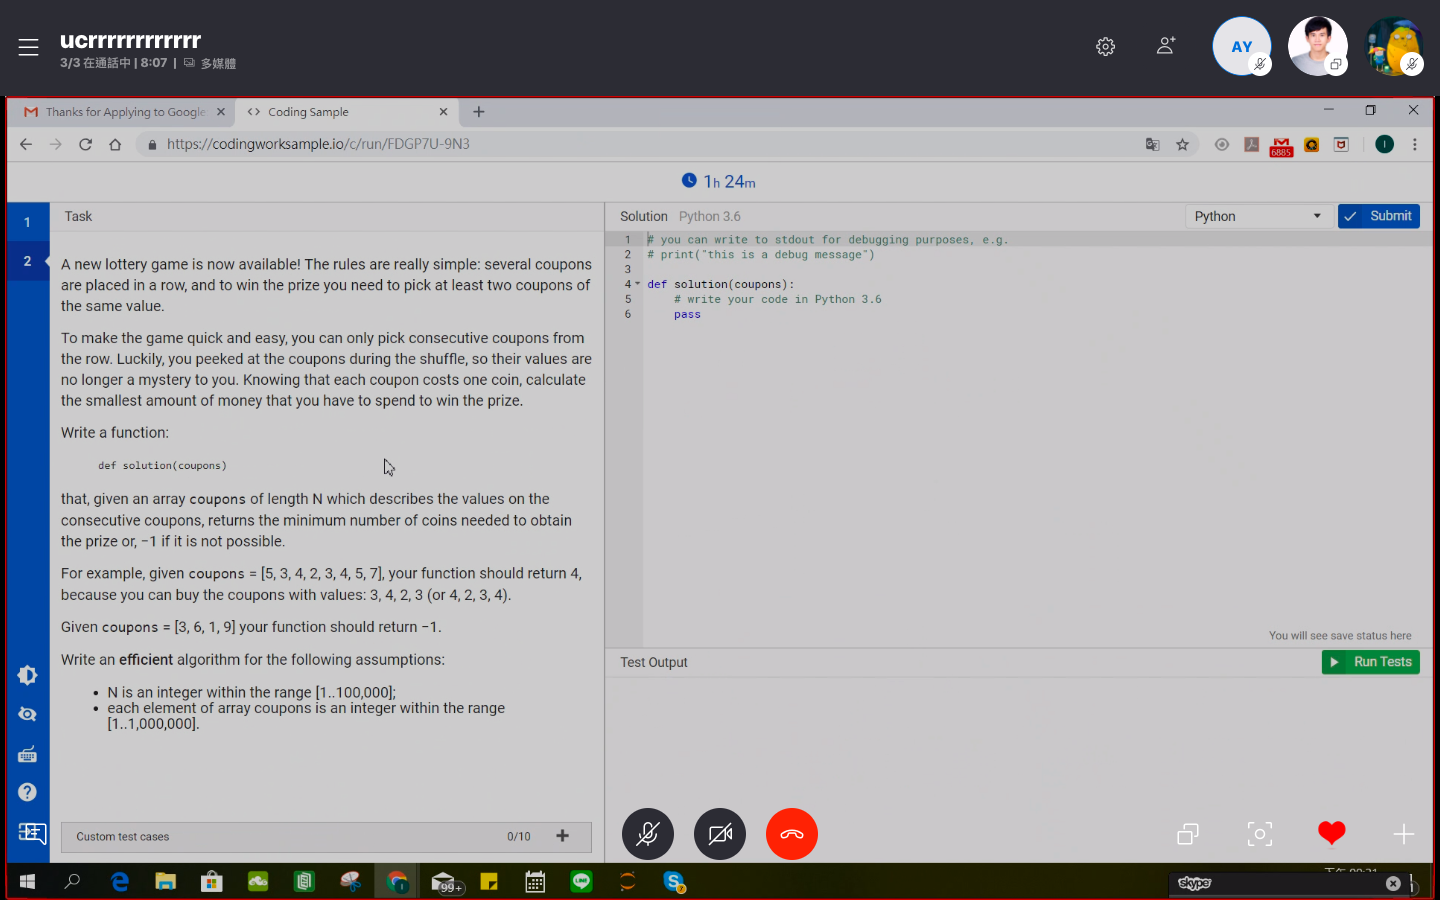 ucrrrrrrrrrrrr
3/3 在通話中 | 8:07 | 多媒體
AY
Thanks for Applying to Google
Coding Sample
https://codingworksample.io/c/run/FDGP7U-9N3
6885
1h 24m
1
2
Task
A new lottery game is now available! The rules are really simple: several coupons
are placed in a row, and to win the prize you need to pick at least two coupons of
the same value.
To make the game quick and easy, you can only pick consecutive coupons from
the row. Luckily, you peeked at the coupons during the shuffle, so their values are
no longer a mystery to you. Knowing that each coupon costs one coin, calculate
the smallest amount of money that you have to spend to win the prize.
Write a function:
def solution(coupons)
that, given an array coupons of length N which describes the values on the
consecutive coupons, returns the minimum number of coins needed to obtain
the prize or, −1 if it is not possible.
For example, given coupons = [5, 3, 4, 2, 3, 4, 5, 7], your function should return 4,
because you can buy the coupons with values: 3, 4, 2, 3 (or 4, 2, 3, 4).
Given coupons = [3, 6, 1, 9] your function should return −1.
Write an efficient algorithm for the following assumptions:
• N is an integer within the range [1..100,000];
• each element of array coupons is an integer within the range
[1..1,000,000].
Custom test cases 0/10
Solution Python 3.6
Python
Submit
1 # you can write to stdout for debugging purposes, e.g.
2 # print("this is a debug message")
3
4 def solution(coupons):
5 # write your code in Python 3.6
6 pass
You will see save status here
Test Output
Run Tests
99+
LINE
skype